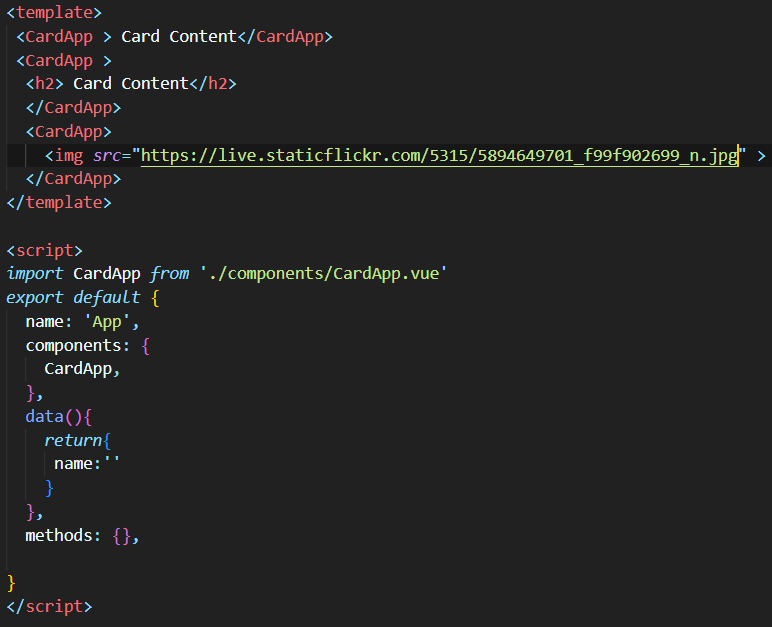 <template>
 <CardApp > Card Content</CardApp>
 <CardApp >
  <h2> Card Content</h2>
  </CardApp>
  <CardApp>
    <img src="https://live.staticflickr.com/5315/5894649701_f99f902699_n.jpg" >
  </CardApp>
</template>

<script>
import CardApp from './components/CardApp.vue'
export default {
  name: 'App',
  components: {
    CardApp,
  },
  data(){
    return{
     name:''
    }
  },
  methods: {},

}
</script>